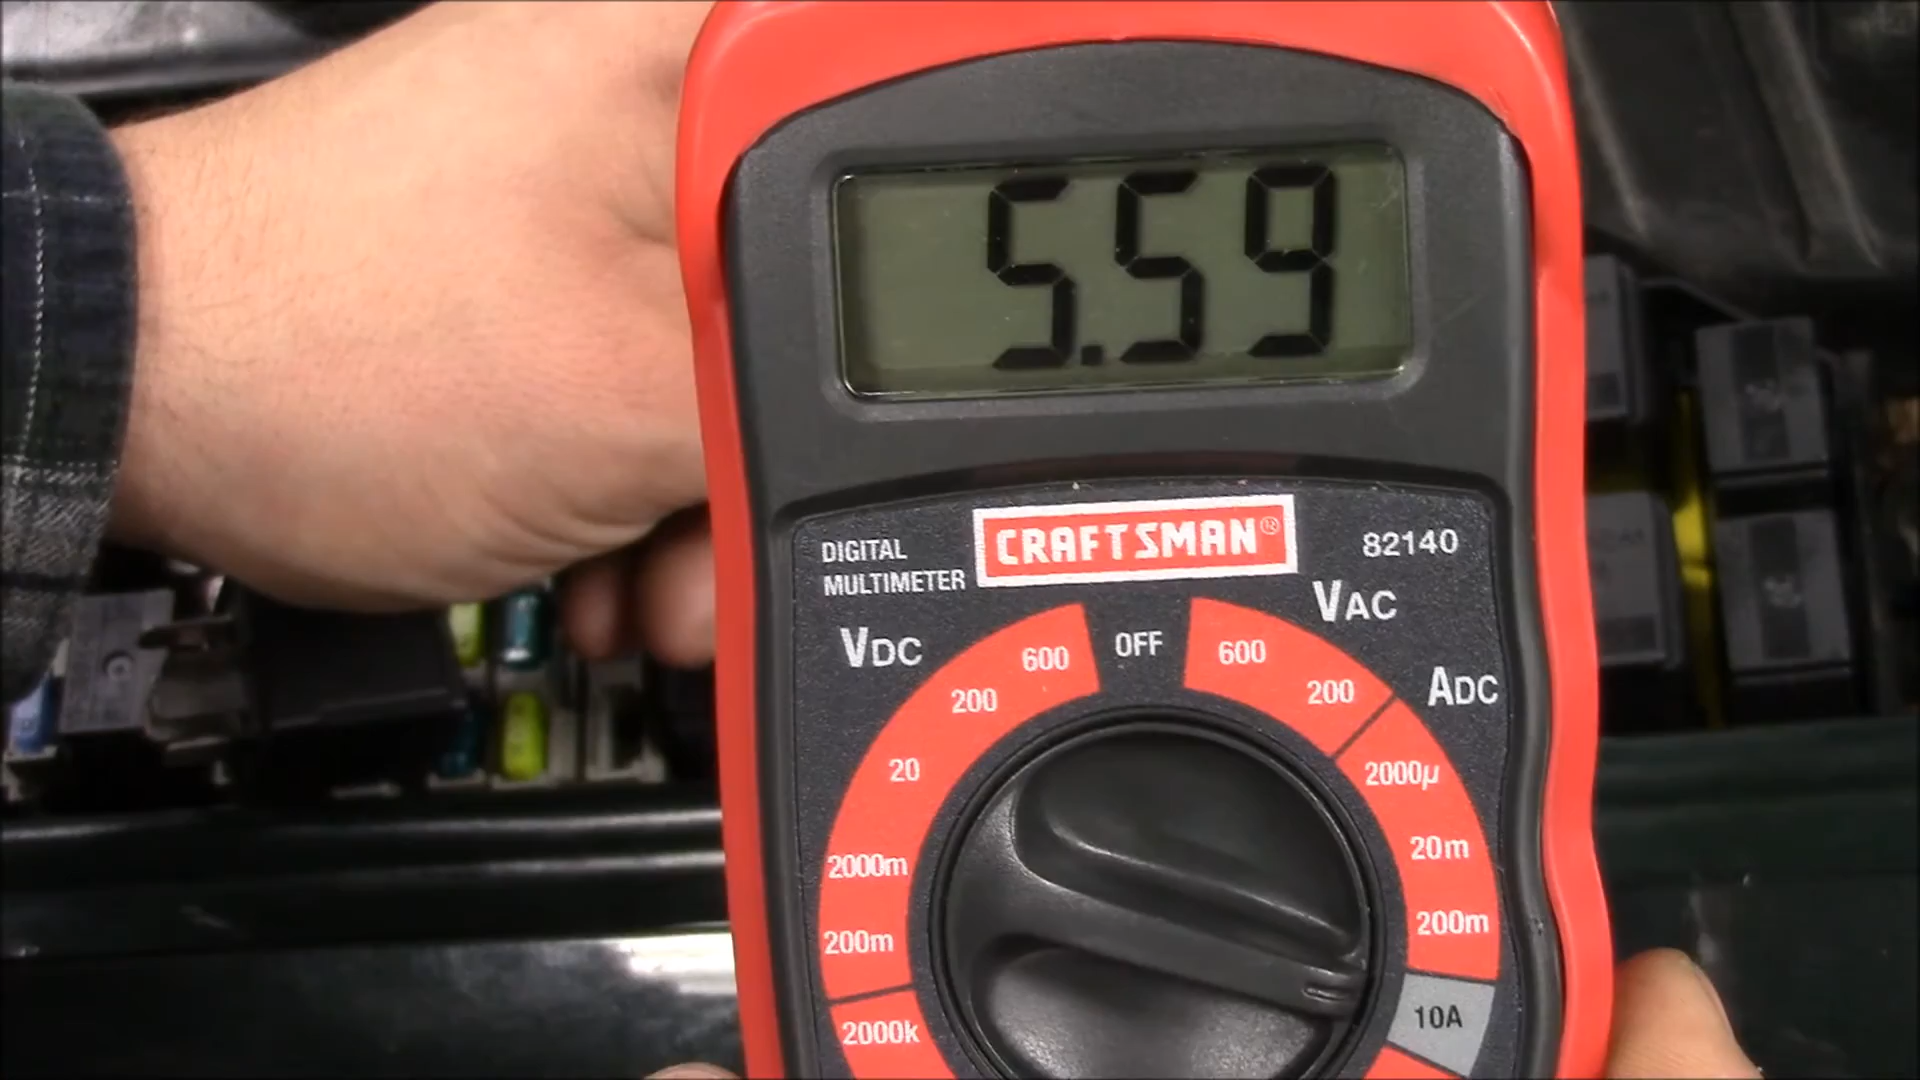 5.59
CRAFTSMAN®
DIGITAL
MULTIMETER
82140
VDC
VAC
ADC
OFF
600
200
20
2000m
200m
2000k
600
200
2000µ
20m
200m
10A